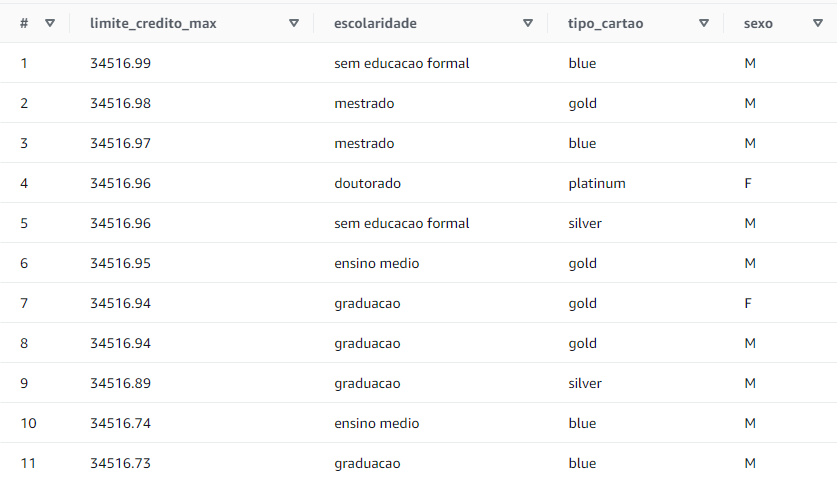 # limite_credito_max escolaridade tipo_cartao sexo
1 34516.99 sem educacao formal blue M
2 34516.98 mestrado gold M
3 34516.97 mestrado blue M
4 34516.96 doutorado platinum F
5 34516.96 sem educacao formal silver M
6 34516.95 ensino medio gold M
7 34516.94 graduacao gold F
8 34516.94 graduacao gold M
9 34516.89 graduacao silver M
10 34516.74 ensino medio blue M
11 34516.73 graduacao blue M